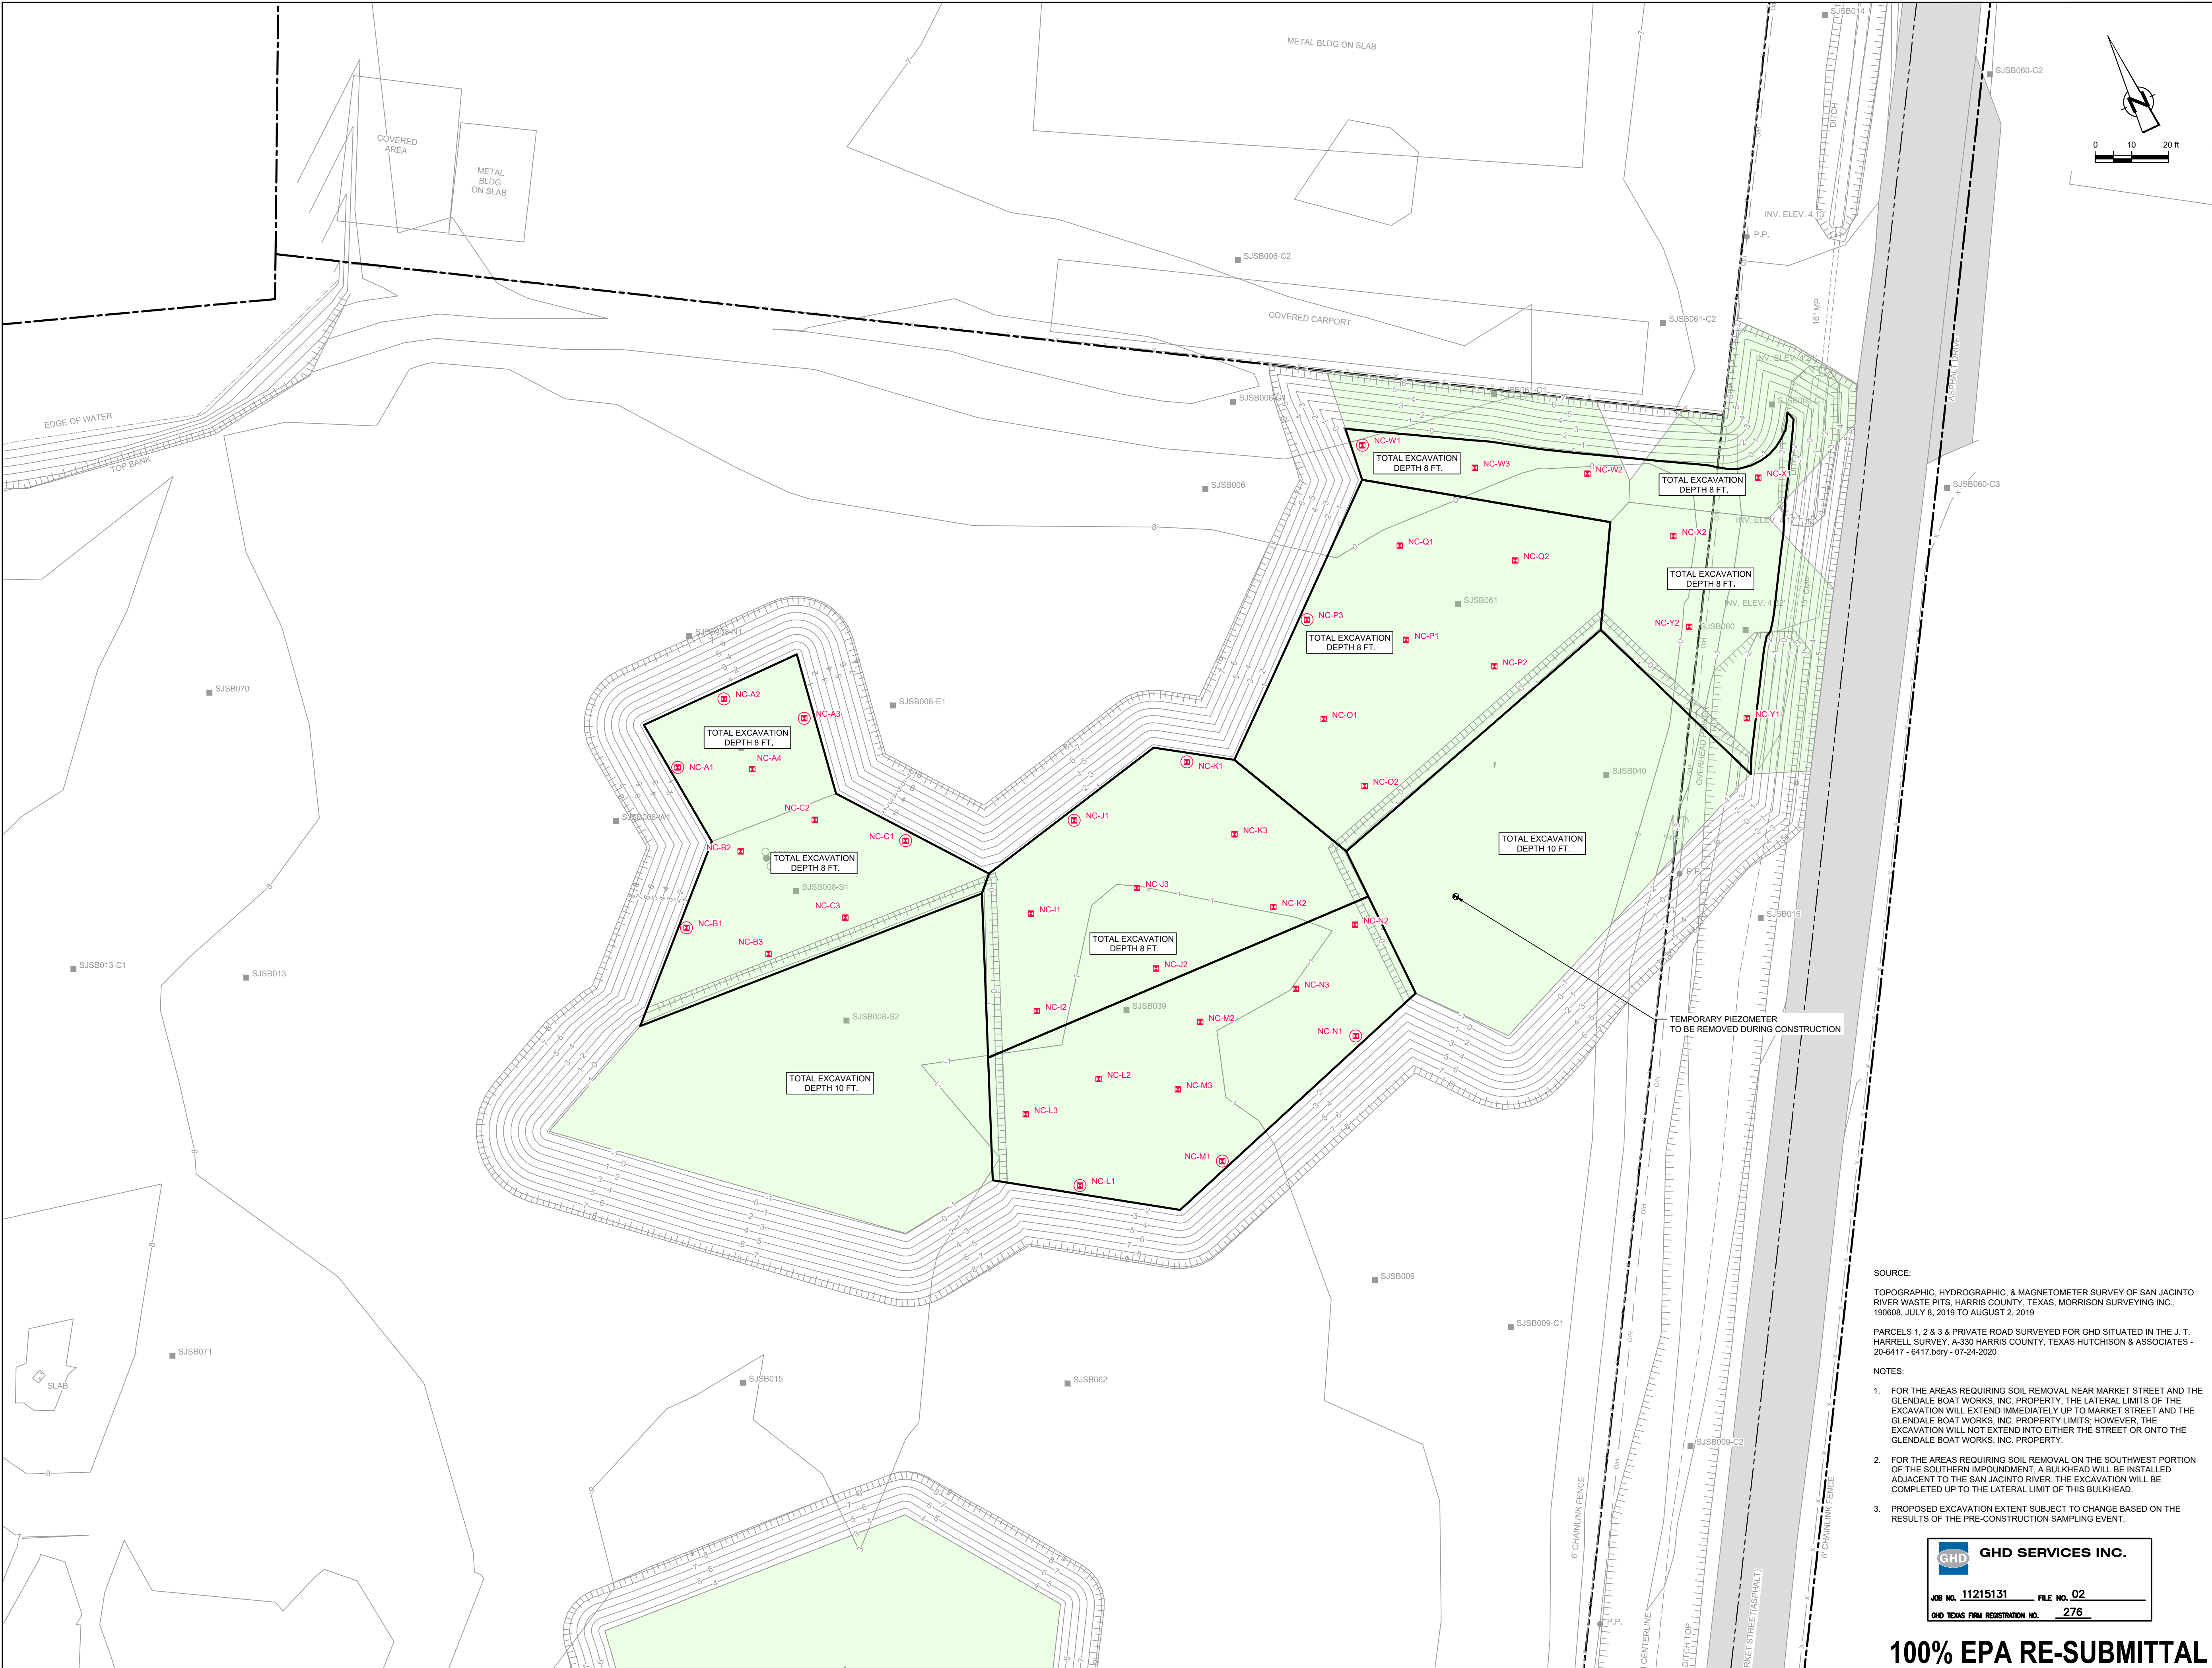 METAL BLDG ON SLAB
SJSB014
SJSB060-C2
N
0 10 20 ft
COVERED
AREA
METAL
BLDG
ON SLAB
DITCH
INV. ELEV. 4.13'
P.P.
SJSB006-C2
COVERED CARPORT
SJSB061-C2
16" MP
ASPHALT DRIVE
EDGE OF WATER
TOP BANK
SJSB006-C1
SJSB061-C1
SJSB060-C1
SJSB006
SJSB060-C3
NC-W1
TOTAL EXCAVATION
DEPTH 8 FT.
NC-W3
NC-W2
TOTAL EXCAVATION
DEPTH 8 FT.
NC-X1
NC-X2
NC-Q1
NC-Q2
TOTAL EXCAVATION
DEPTH 8 FT.
SJSB061
NC-P3
TOTAL EXCAVATION
DEPTH 8 FT.
NC-P1
NC-P2
NC-Y2
SJSB060
15" CMP
SJSB008-N1
SJSB070
SJSB008-E1
NC-A2
NC-A3
TOTAL EXCAVATION
DEPTH 8 FT.
NC-A1
NC-A4
NC-O1
NC-Y1
NC-K1
NC-O2
SJSB040
SJSB008-W1
NC-C2
NC-C1
NC-J1
NC-K3
TOTAL EXCAVATION
DEPTH 10 FT.
NC-B2
TOTAL EXCAVATION
DEPTH 8 FT.
SJSB008-S1
NC-J3
P.P.
NC-C3
NC-I1
NC-K2
NC-B1
NC-N2
SJSB016
NC-B3
TOTAL EXCAVATION
DEPTH 8 FT.
SJSB013-C1
SJSB013
NC-J2
NC-N3
NC-I2
SJSB039
SJSB008-S2
NC-M2
NC-N1
TEMPORARY PIEZOMETER
TO BE REMOVED DURING CONSTRUCTION
TOTAL EXCAVATION
DEPTH 10 FT.
NC-L2
NC-M3
NC-L3
NC-M1
NC-L1
SJSB009
SJSB009-C1
SJSB071
SLAB
SJSB015
SJSB062
SJSB009-C2
6' CHAINLINK FENCE
6' CHAINLINK FENCE
P.P.
DITCH TOP
SOURCE:
TOPOGRAPHIC, HYDROGRAPHIC, & MAGNETOMETER SURVEY OF SAN JACINTO
RIVER WASTE PITS, HARRIS COUNTY, TEXAS, MORRISON SURVEYING INC.,
190608, JULY 8, 2019 TO AUGUST 2, 2019
PARCELS 1, 2 & 3 & PRIVATE ROAD SURVEYED FOR GHD SITUATED IN THE J. T.
HARRELL SURVEY, A-330 HARRIS COUNTY, TEXAS HUTCHISON & ASSOCIATES -
20-6417 - 6417.bdry - 07-24-2020
NOTES:
1. FOR THE AREAS REQUIRING SOIL REMOVAL NEAR MARKET STREET AND THE
GLENDALE BOAT WORKS, INC. PROPERTY, THE LATERAL LIMITS OF THE
EXCAVATION WILL EXTEND IMMEDIATELY UP TO MARKET STREET AND THE
GLENDALE BOAT WORKS, INC. PROPERTY LIMITS; HOWEVER, THE
EXCAVATION WILL NOT EXTEND INTO EITHER THE STREET OR ONTO THE
GLENDALE BOAT WORKS, INC. PROPERTY.
2. FOR THE AREAS REQUIRING SOIL REMOVAL ON THE SOUTHWEST PORTION
OF THE SOUTHERN IMPOUNDMENT, A BULKHEAD WILL BE INSTALLED
ADJACENT TO THE SAN JACINTO RIVER. THE EXCAVATION WILL BE
COMPLETED UP TO THE LATERAL LIMIT OF THIS BULKHEAD.
3. PROPOSED EXCAVATION EXTENT SUBJECT TO CHANGE BASED ON THE
RESULTS OF THE PRE-CONSTRUCTION SAMPLING EVENT.
GHD GHD SERVICES INC.
JOB NO. 11215131 FILE NO. 02
GHD TEXAS FIRM REGISTRATION NO. 276
100% EPA RE-SUBMITTAL